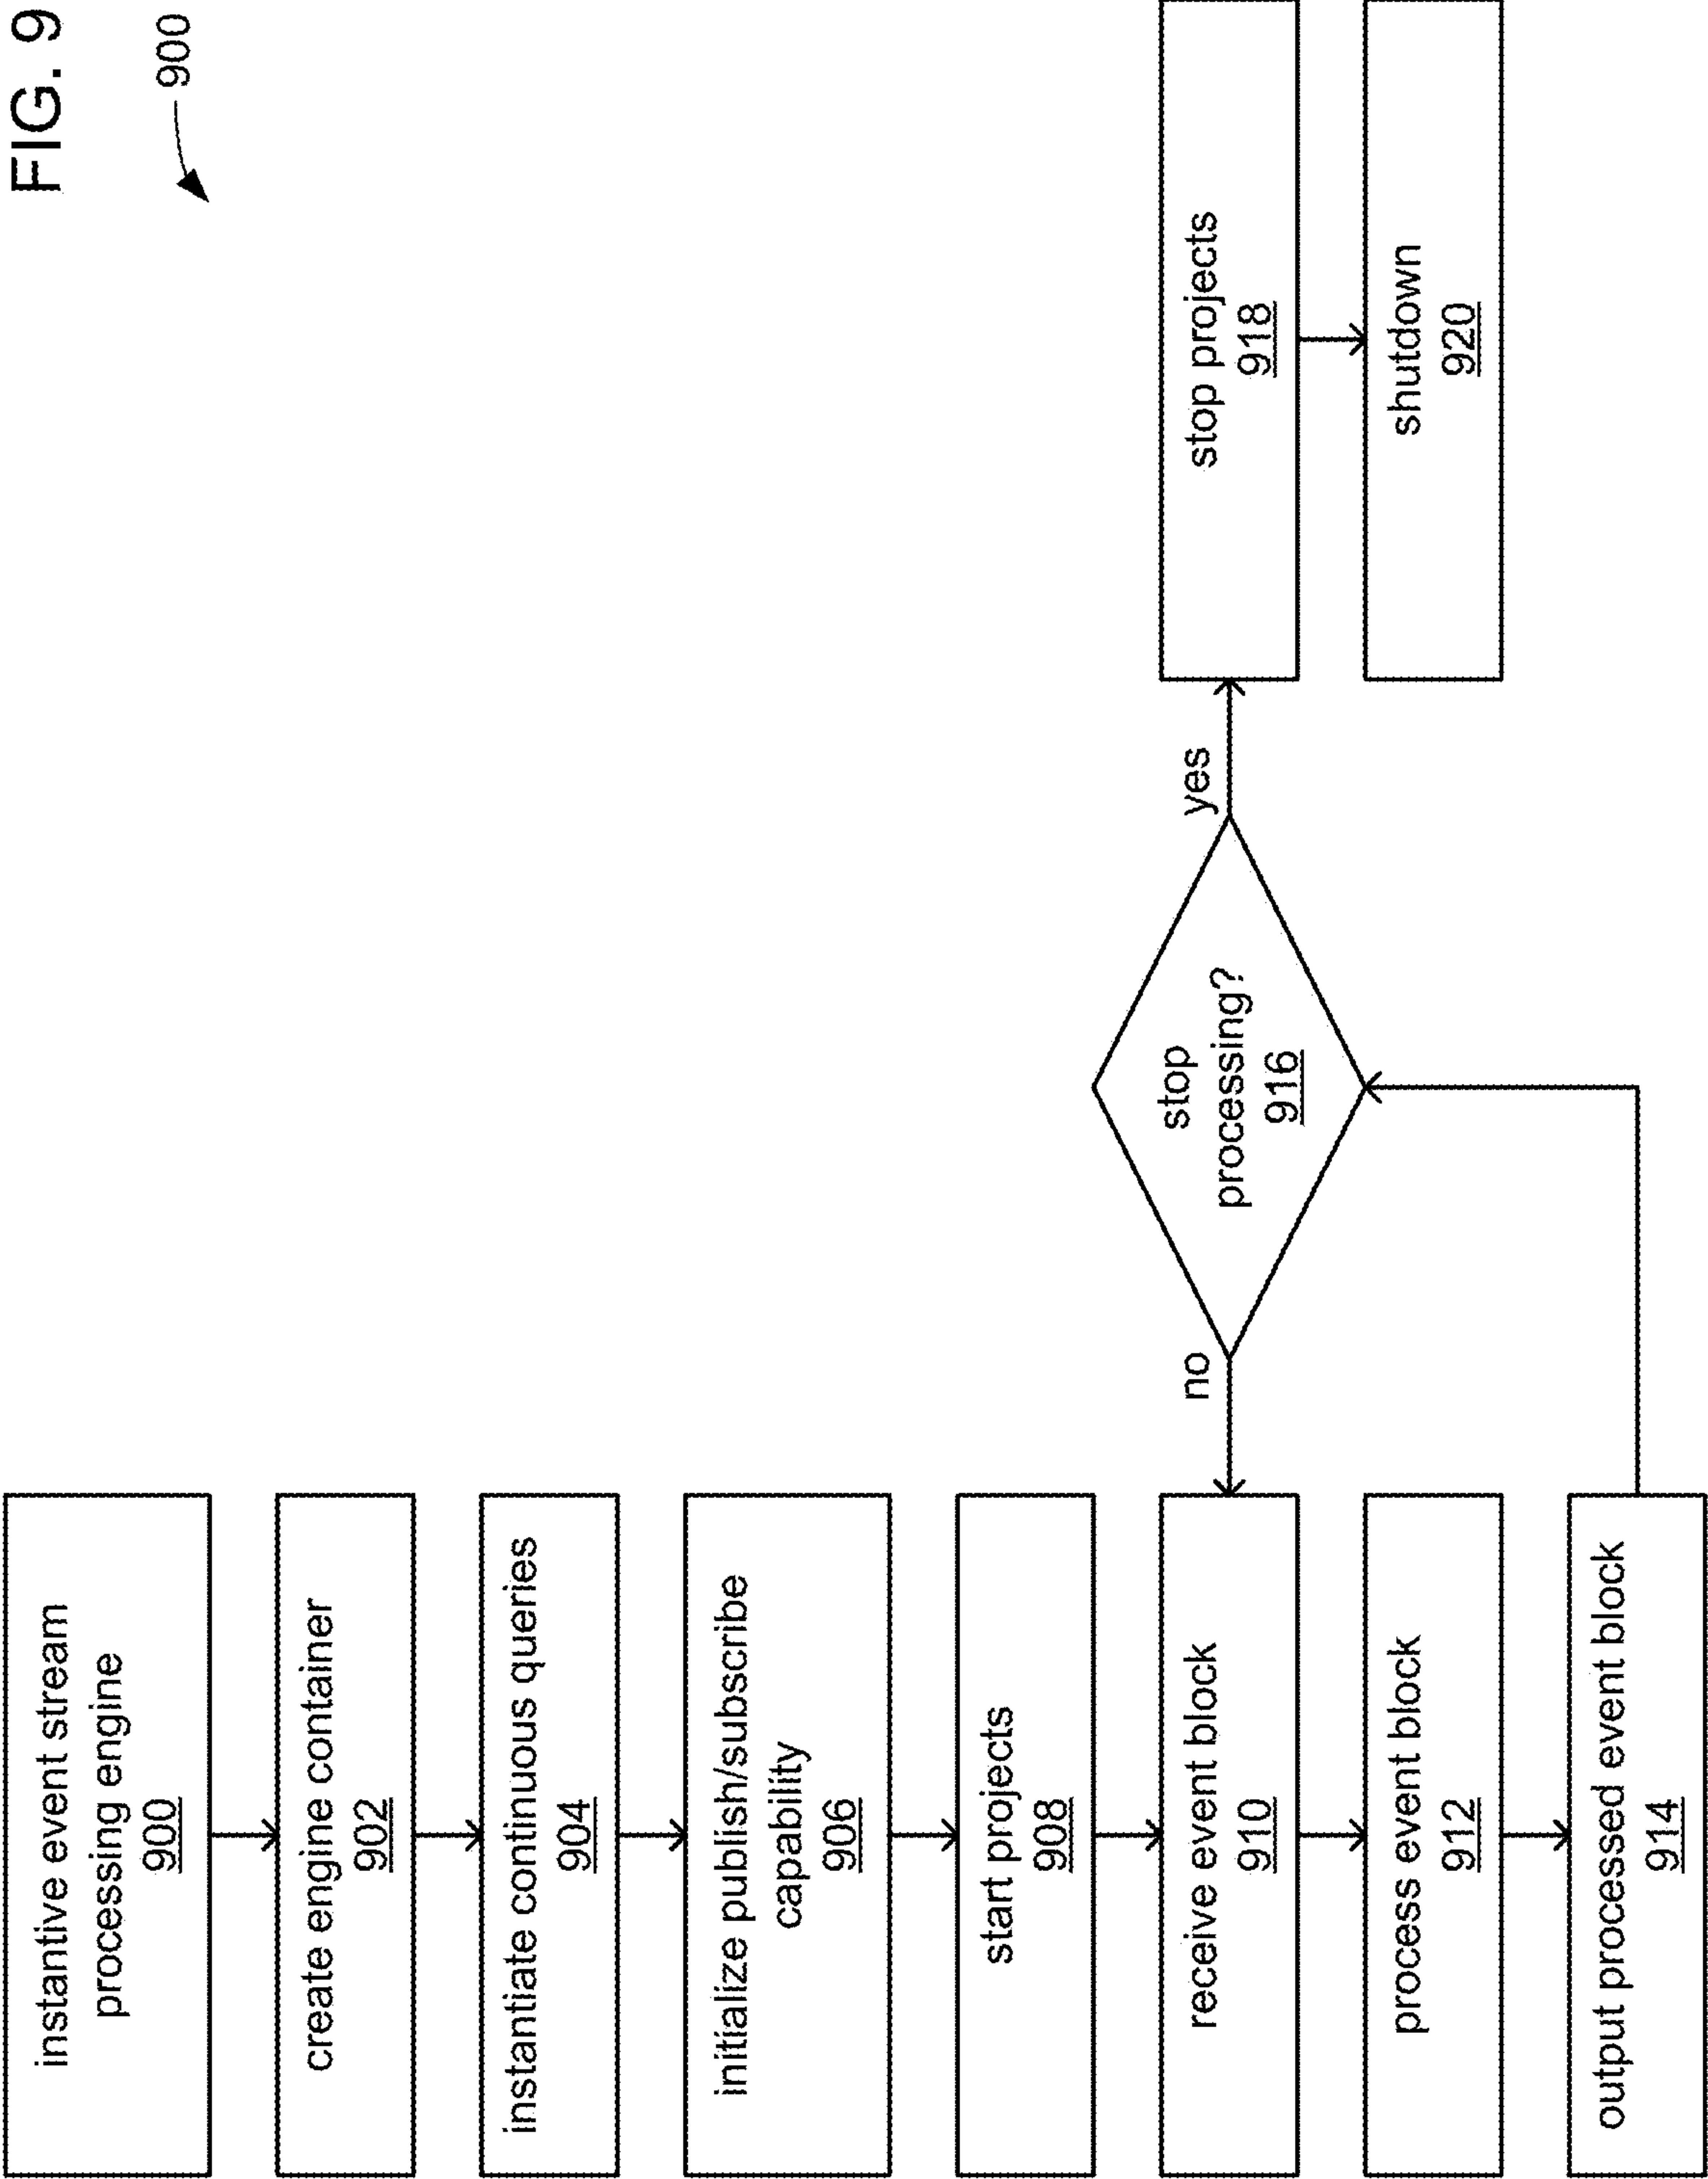 FIG. 9
900
instantive event stream
processing engine
900
create engine container
902
instantiate continuous queries
904
initialize publish/subscribe
capability
906
start projects
908
receive event block
910
process event block
912
output processed event block
914
no
stop
processing?
916
yes
stop projects
918
shutdown
920